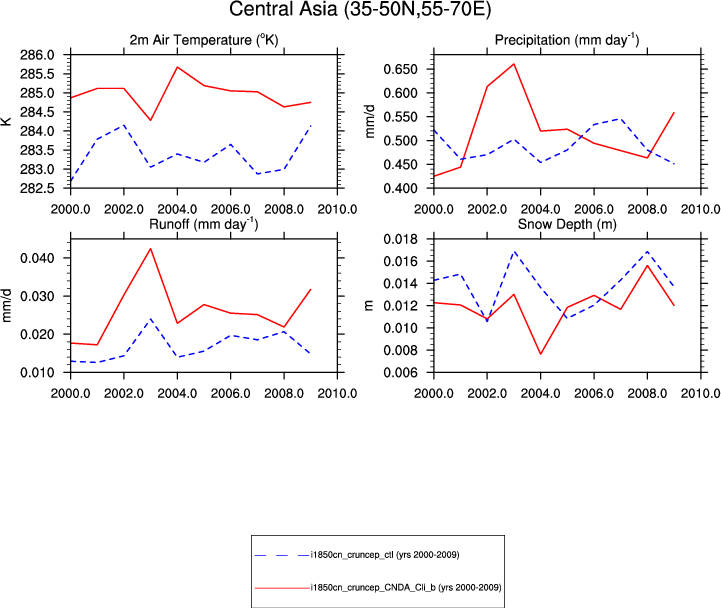 Central Asia (35-50N,55-70E)
2m Air Temperature (°K)
Precipitation (mm day⁻¹)
286.0
285.5
285.0
284.5
284.0
283.5
283.0
282.5
K
2000.0 2002.0 2004.0 2006.0 2008.0 2010.0
0.650
0.600
0.550
0.500
0.450
0.400
mm/d
2000.0 2002.0 2004.0 2006.0 2008.0 2010.0
Runoff (mm day⁻¹)
Snow Depth (m)
0.040
0.030
0.020
0.010
mm/d
2000.0 2002.0 2004.0 2006.0 2008.0 2010.0
0.018
0.016
0.014
0.012
0.010
0.008
0.006
m
2000.0 2002.0 2004.0 2006.0 2008.0 2010.0
i1850cn_cruncep_ctl (yrs 2000-2009)
i1850cn_cruncep_CNDA_Cli_b (yrs 2000-2009)